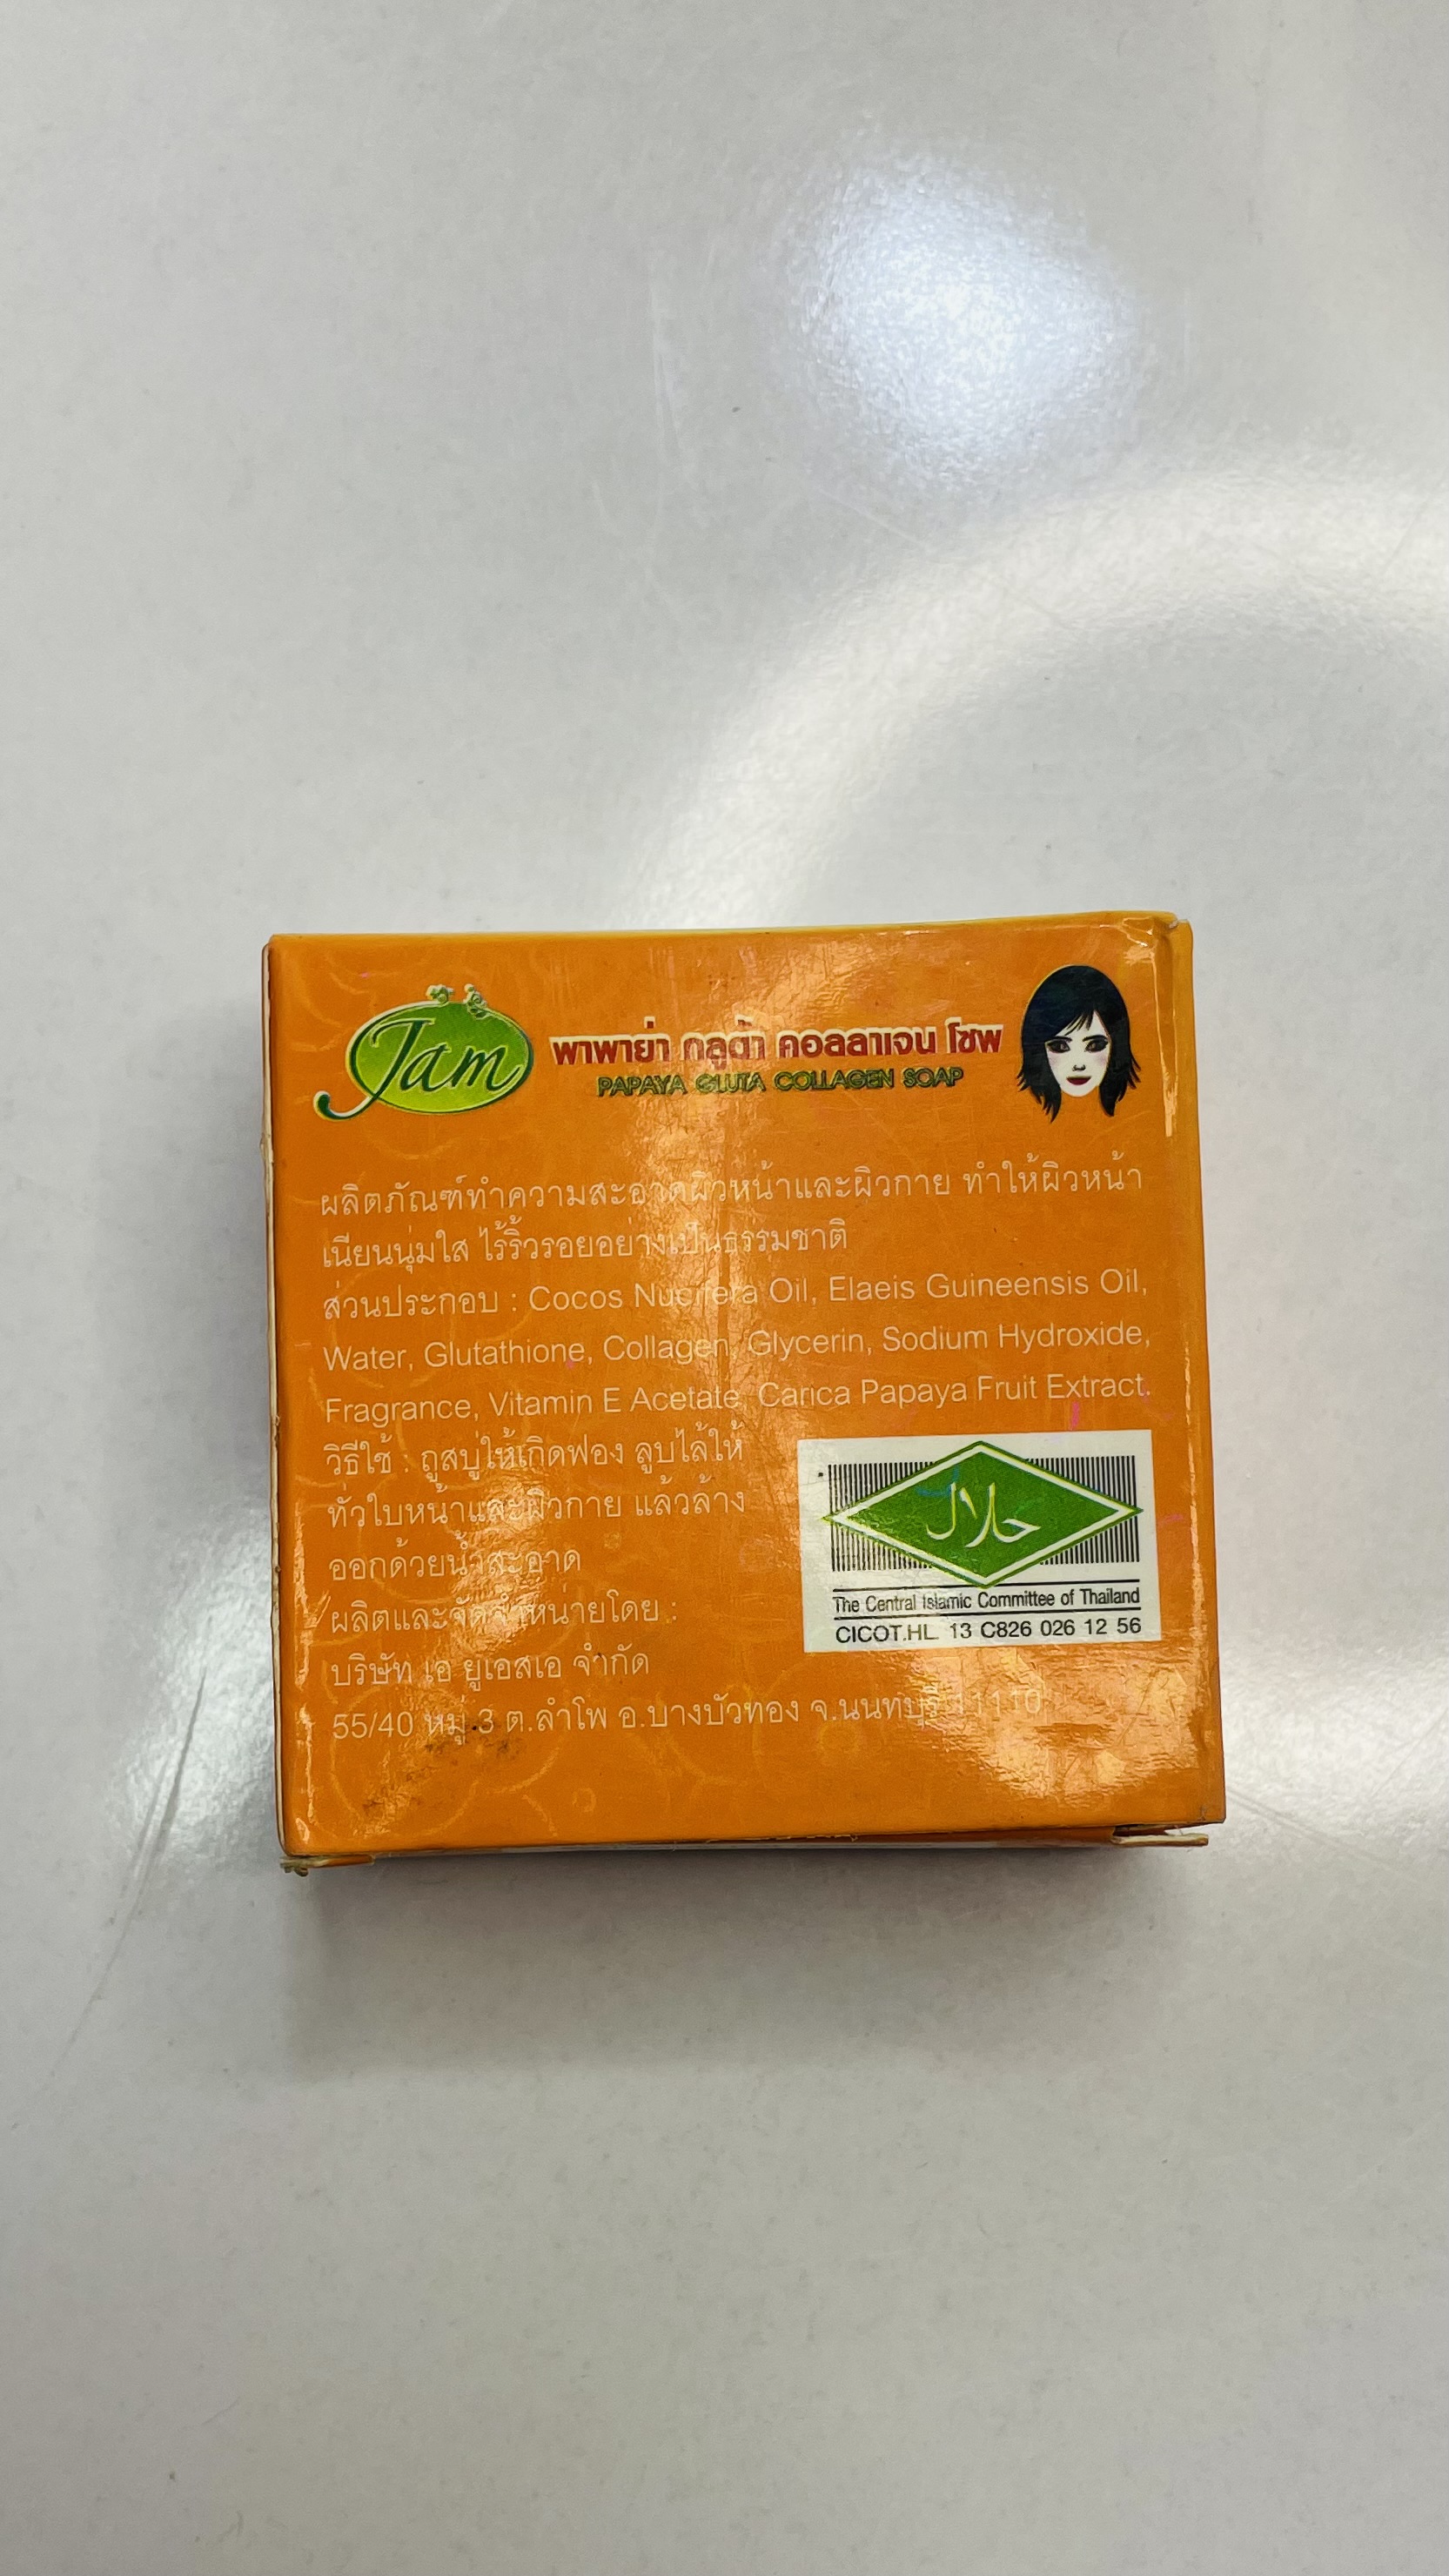 Jam
พาพาย่า กลูต้า คอลลาเจน โซพ
PAPAYA GLUTA COLLAGEN SOAP
ผลิตภัณฑ์ทำความสะอาดผิวหน้าและผิวกาย ทำให้ผิวหน้า
เนียนนุ่มใส ไร้ริ้วรอยอย่างเป็นธรรมชาติ
ส่วนประกอบ : Cocos Nucifera Oil, Elaeis Guineensis Oil,
Water, Glutathione, Collagen, Glycerin, Sodium Hydroxide,
Fragrance, Vitamin E Acetate, Carica Papaya Fruit Extract.
วิธีใช้ : ถูสบู่ให้เกิดฟอง ลูบไล้ให้
ทั่วใบหน้าและผิวกาย แล้วล้าง
ออกด้วยน้ำสะอาด
ผลิตและจัดจำหน่ายโดย :
บริษัท เอ ยูเอสเอ จำกัด
55/40 หมู่ 3 ต.ลำโพ อ.บางบัวทอง จ.นนทบุรี 11110
حلال
The Central Islamic Committee of Thailand
CICOT.HL. 13 C826 026 12 56